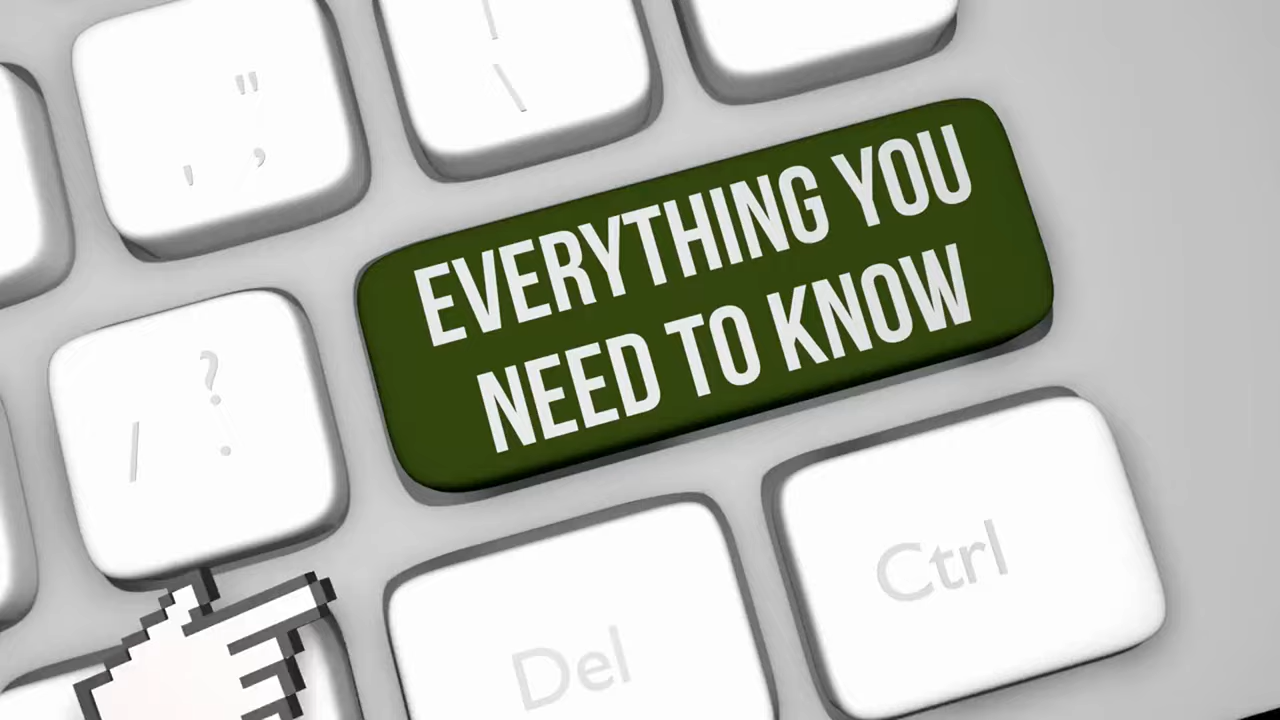 "
' ,
|
\
EVERYTHING YOU
NEED TO KNOW
?
/ .
Ctrl
Del